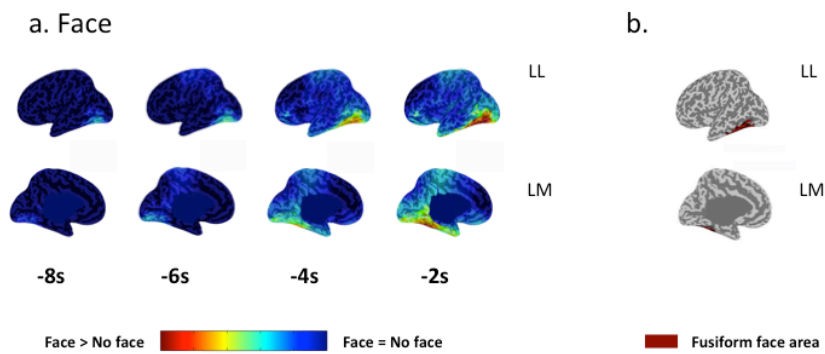 a. Face
b.
LL
LL
LM
LM
-8s
-6s
-4s
-2s
Face > No face
Face = No face
Fusiform face area